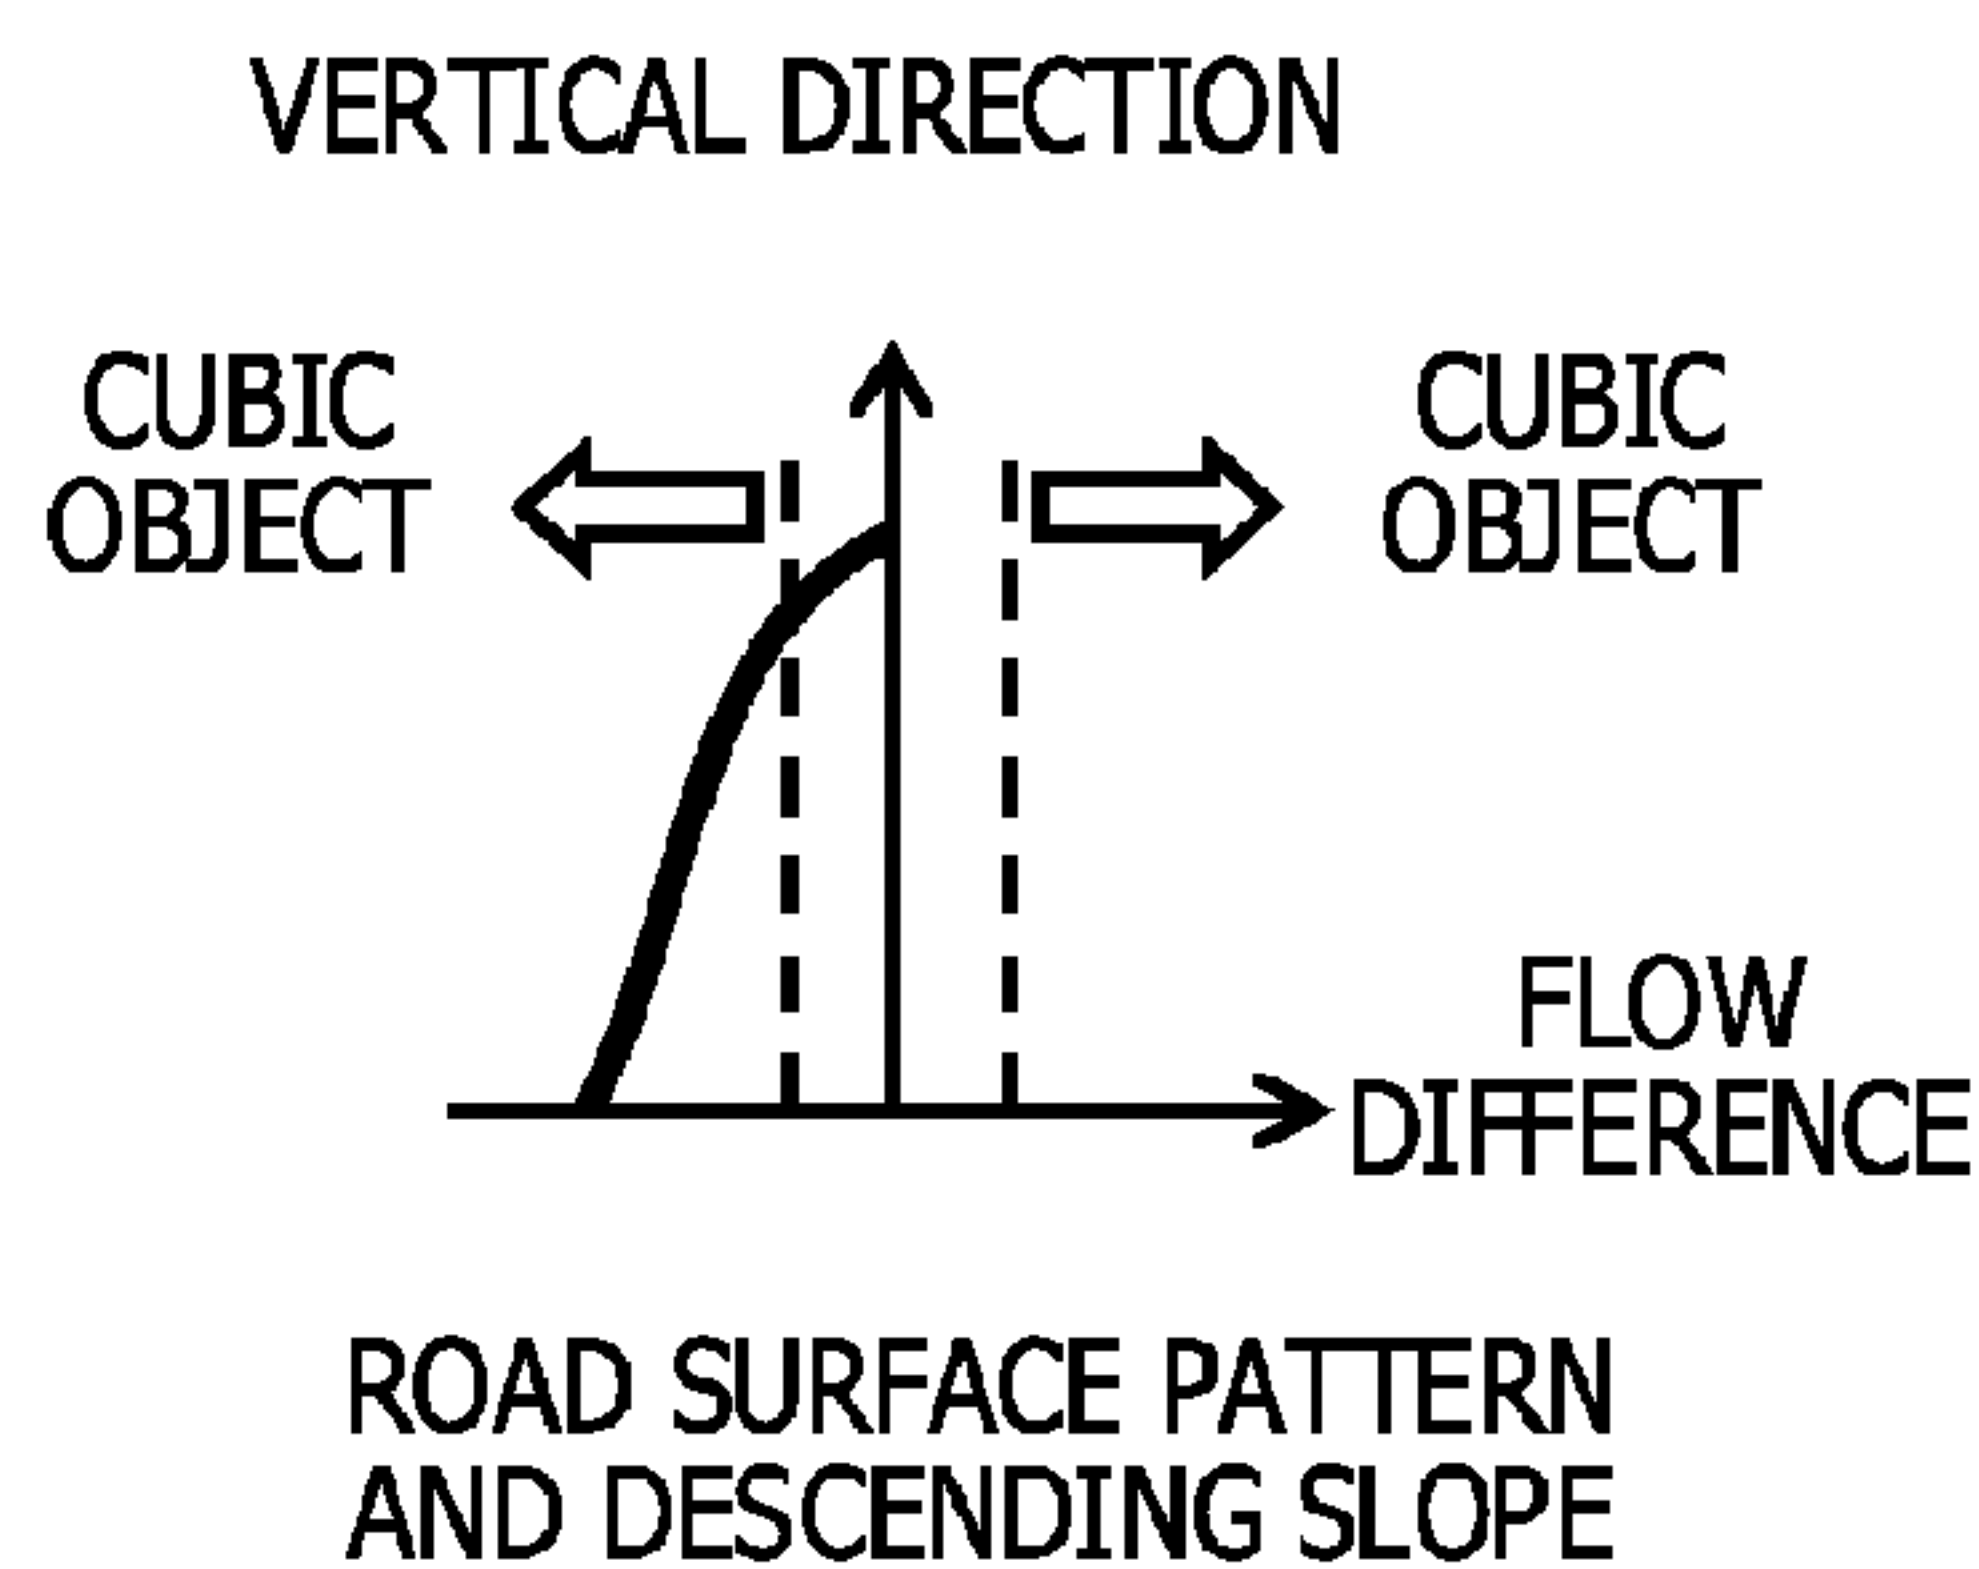 VERTICAL DIRECTION
CUBIC
OBJECT
CUBIC
OBJECT
FLOW
DIFFERENCE
ROAD SURFACE PATTERN
AND DESCENDING SLOPE